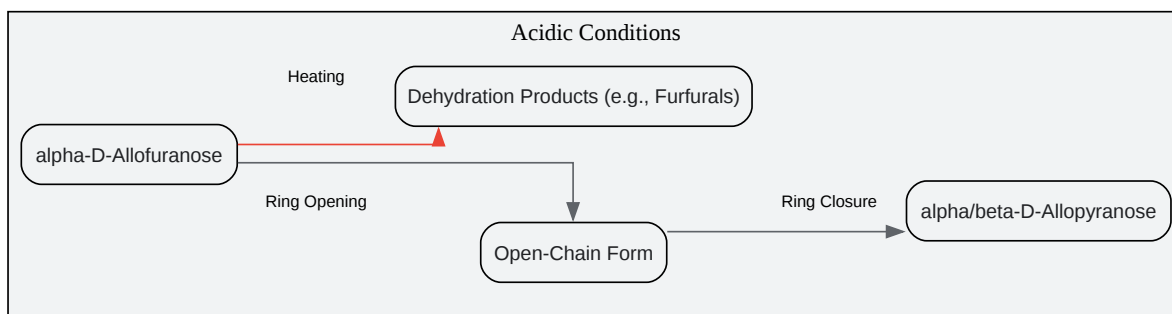 Acidic Conditions
Heating
Dehydration Products (e.g., Furfurals)
alpha-D-Allofuranose
Ring Opening
Ring Closure
alpha/beta-D-Allopyranose
Open-Chain Form